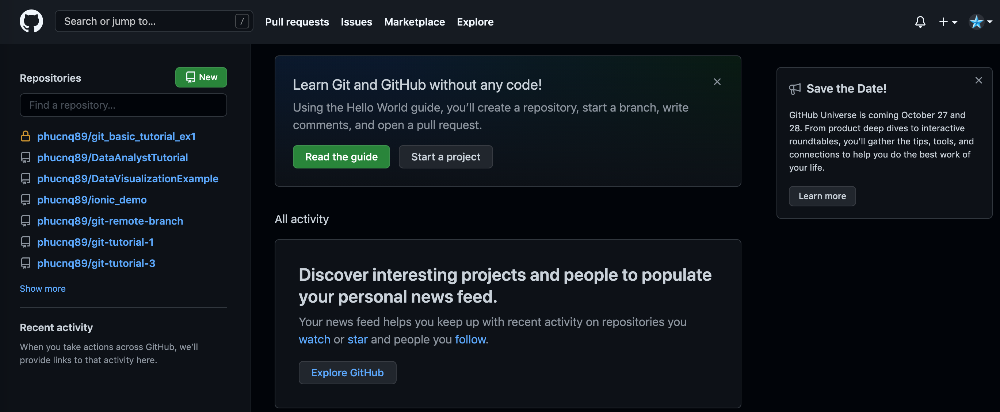 Search or jump to...
/
Pull requests
Issues
Marketplace
Explore
Repositories
New
Find a repository...
phucnq89/git_basic_tutorial_ex1
phucnq89/DataAnalystTutorial
phucnq89/DataVisualizationExample
phucnq89/ionic_demo
phucnq89/git-remote-branch
phucnq89/git-tutorial-1
phucnq89/git-tutorial-3
Show more
Recent activity
When you take actions across GitHub, we’ll
provide links to that activity here.
Learn Git and GitHub without any code!
Using the Hello World guide, you’ll create a repository, start a branch, write
comments, and open a pull request.
Read the guide
Start a project
All activity
Discover interesting projects and people to populate
your personal news feed.
Your news feed helps you keep up with recent activity on repositories you
watch or star and people you follow.
Explore GitHub
Save the Date!
GitHub Universe is coming October 27 and
28. From product deep dives to interactive
roundtables, you’ll gather the tips, tools, and
connections to help you do the best work of
your life.
Learn more